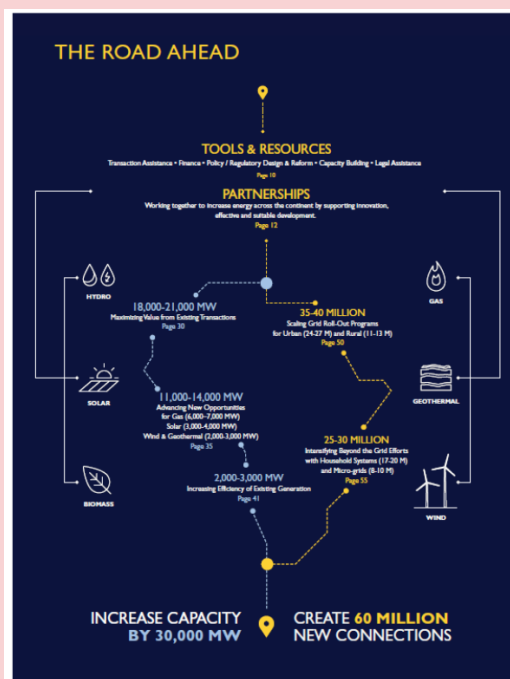 THE ROAD AHEAD
TOOLS & RESOURCES
Transaction Assistance • Finance • Policy / Regulatory Design & Reform • Capacity Building • Legal Assistance
Page 10
PARTNERSHIPS
Working together to increase energy across the continent by supporting innovation,
effective and suitable development.
Page 12
HYDRO
GAS
18,000-21,000 MW
Maximizing Value from Existing Transactions
Page 30
35-40 MILLION
Scaling Grid Roll-Out Programs
for Urban (24-27 M) and Rural (11-13 M)
Page 50
SOLAR
GEOTHERMAL
11,000-14,000 MW
Advancing New Opportunities
for Gas (6,000-7,000 MW)
Solar (3,000-4,000 MW)
Wind & Geothermal (2,000-3,000 MW)
Page 35
25-30 MILLION
Intensifying Beyond the Grid Efforts
with Household Systems (17-20 M)
and Micro-grids (8-10 M)
Page 55
2,000-3,000 MW
Increasing Efficiency of Existing Generation
Page 41
BIOMASS
WIND
INCREASE CAPACITY
BY 30,000 MW
CREATE 60 MILLION
NEW CONNECTIONS